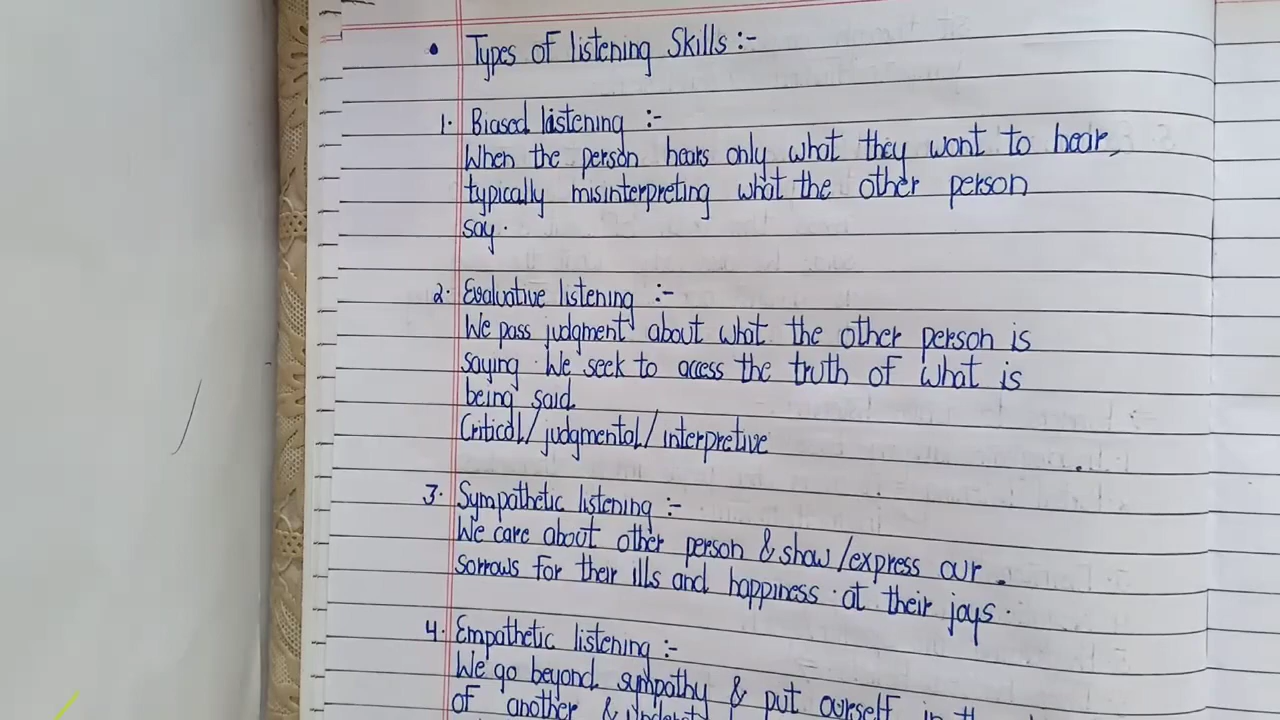 • Types of listening Skills :-
1. Biased listening :-
When the person hears only what they want to hear,
typically misinterpreting what the other person
say.
2. Evaluative listening :-
We pass judgment about what the other person is
saying. We seek to access the truth of what is
being said.
Critical/judgmental/interpretive
3. Sympathetic listening :-
We care about other person & show/express our
sorrows for their ills and happiness at their joys.
4. Empathetic listening :-
We go beyond sympathy & put ourself in
of another &